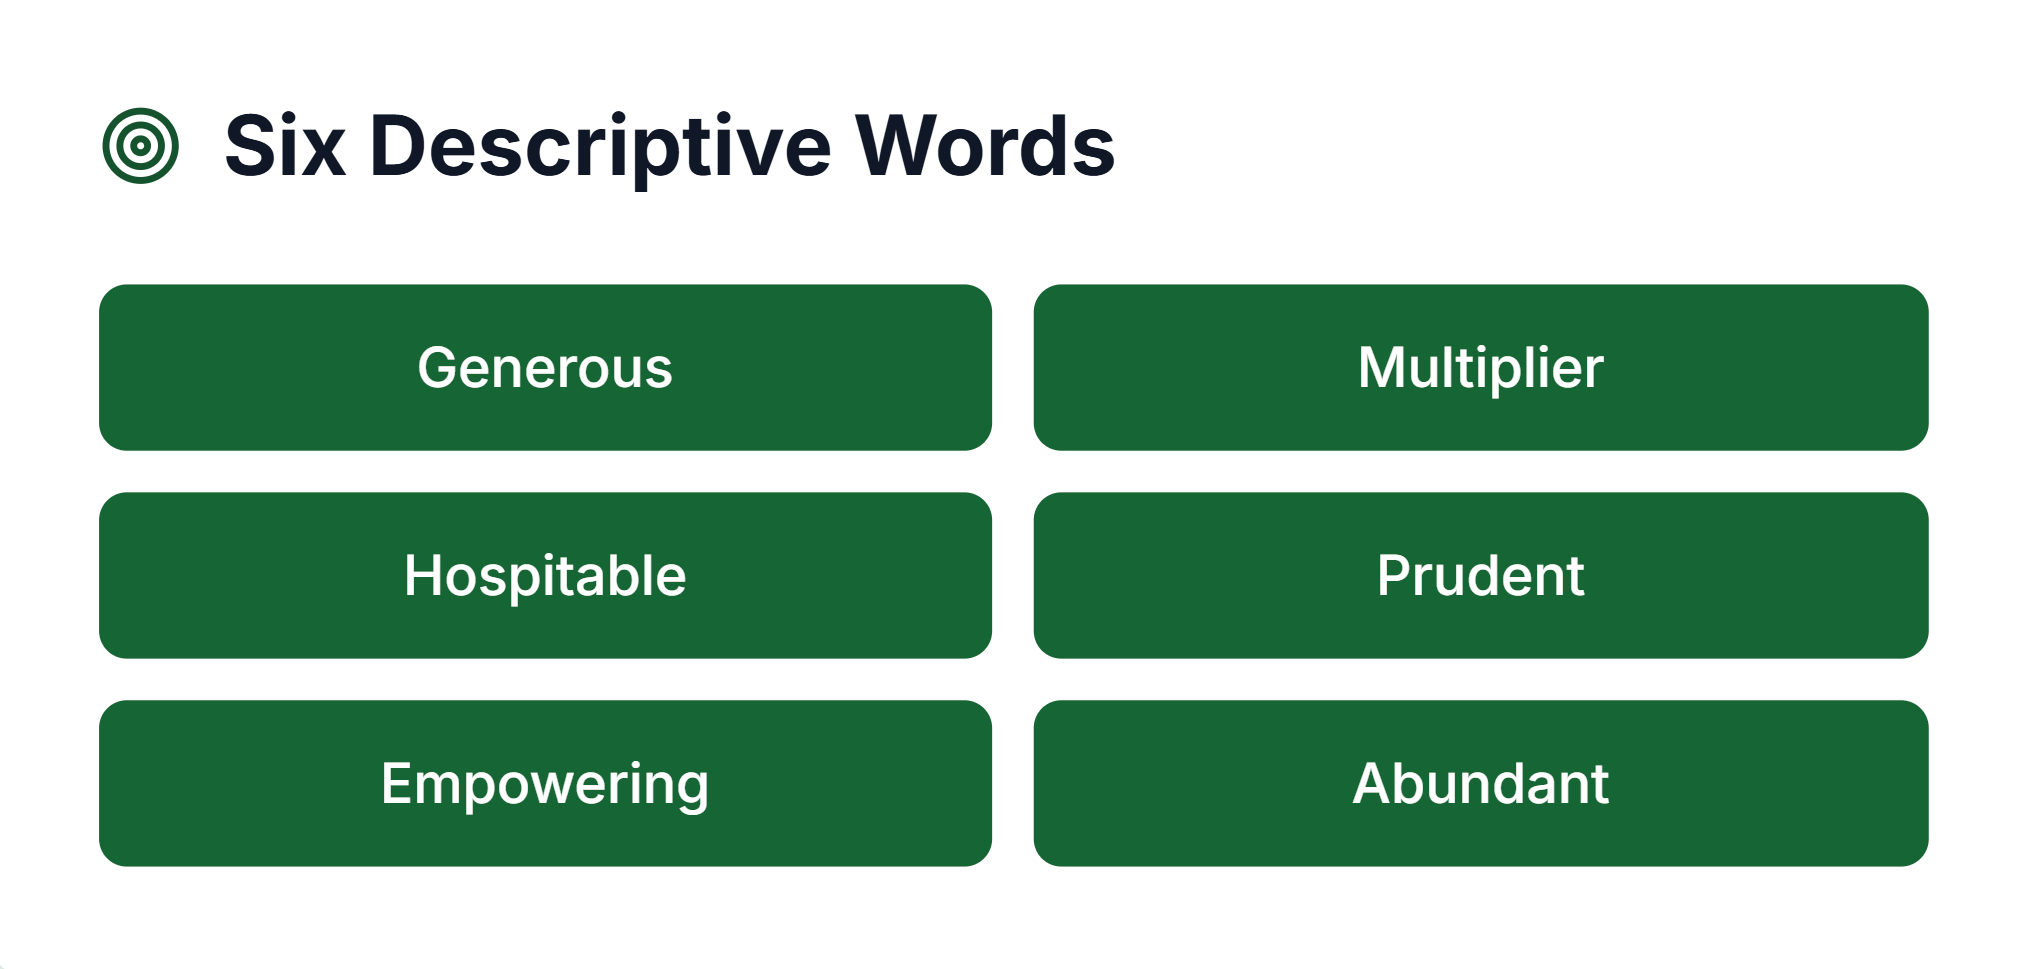 Six Descriptive Words
Generous
Multiplier
Hospitable
Prudent
Empowering
Abundant